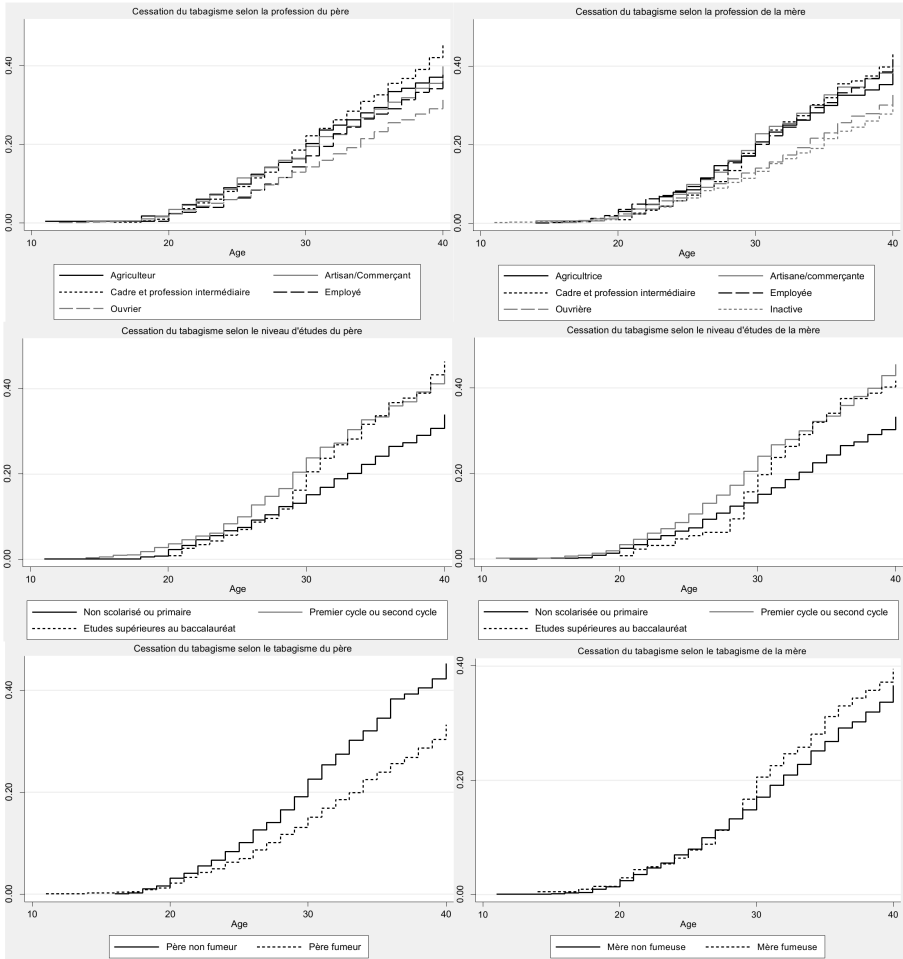 Cessation du tabagisme selon la profession du père
0.00 0.20 0.40
10 20 30 40
Age
Agriculteur Artisan/Commerçant
Cadre et profession intermédiaire Employé
Ouvrier
Cessation du tabagisme selon la profession de la mère
0.00 0.20 0.40
10 20 30 40
Age
Agricultrice Artisane/commerçante
Cadre et profession intermédiaire Employée
Ouvrière Inactive
Cessation du tabagisme selon le niveau d'études du père
0.00 0.20 0.40
10 20 30 40
Age
Non scolarisé ou primaire Premier cycle ou second cycle
Etudes supérieures au baccalauréat
Cessation du tabagisme selon le niveau d'études de la mère
0.00 0.20 0.40
10 20 30 40
Age
Non scolarisée ou primaire Premier cycle ou second cycle
Etudes supérieures au baccalauréat
Cessation du tabagisme selon le tabagisme du père
0.00 0.20 0.40
10 20 30 40
Age
Père non fumeur Père fumeur
Cessation du tabagisme selon le tabagisme de la mère
0.00 0.20 0.40
10 20 30 40
Age
Mère non fumeuse Mère fumeuse